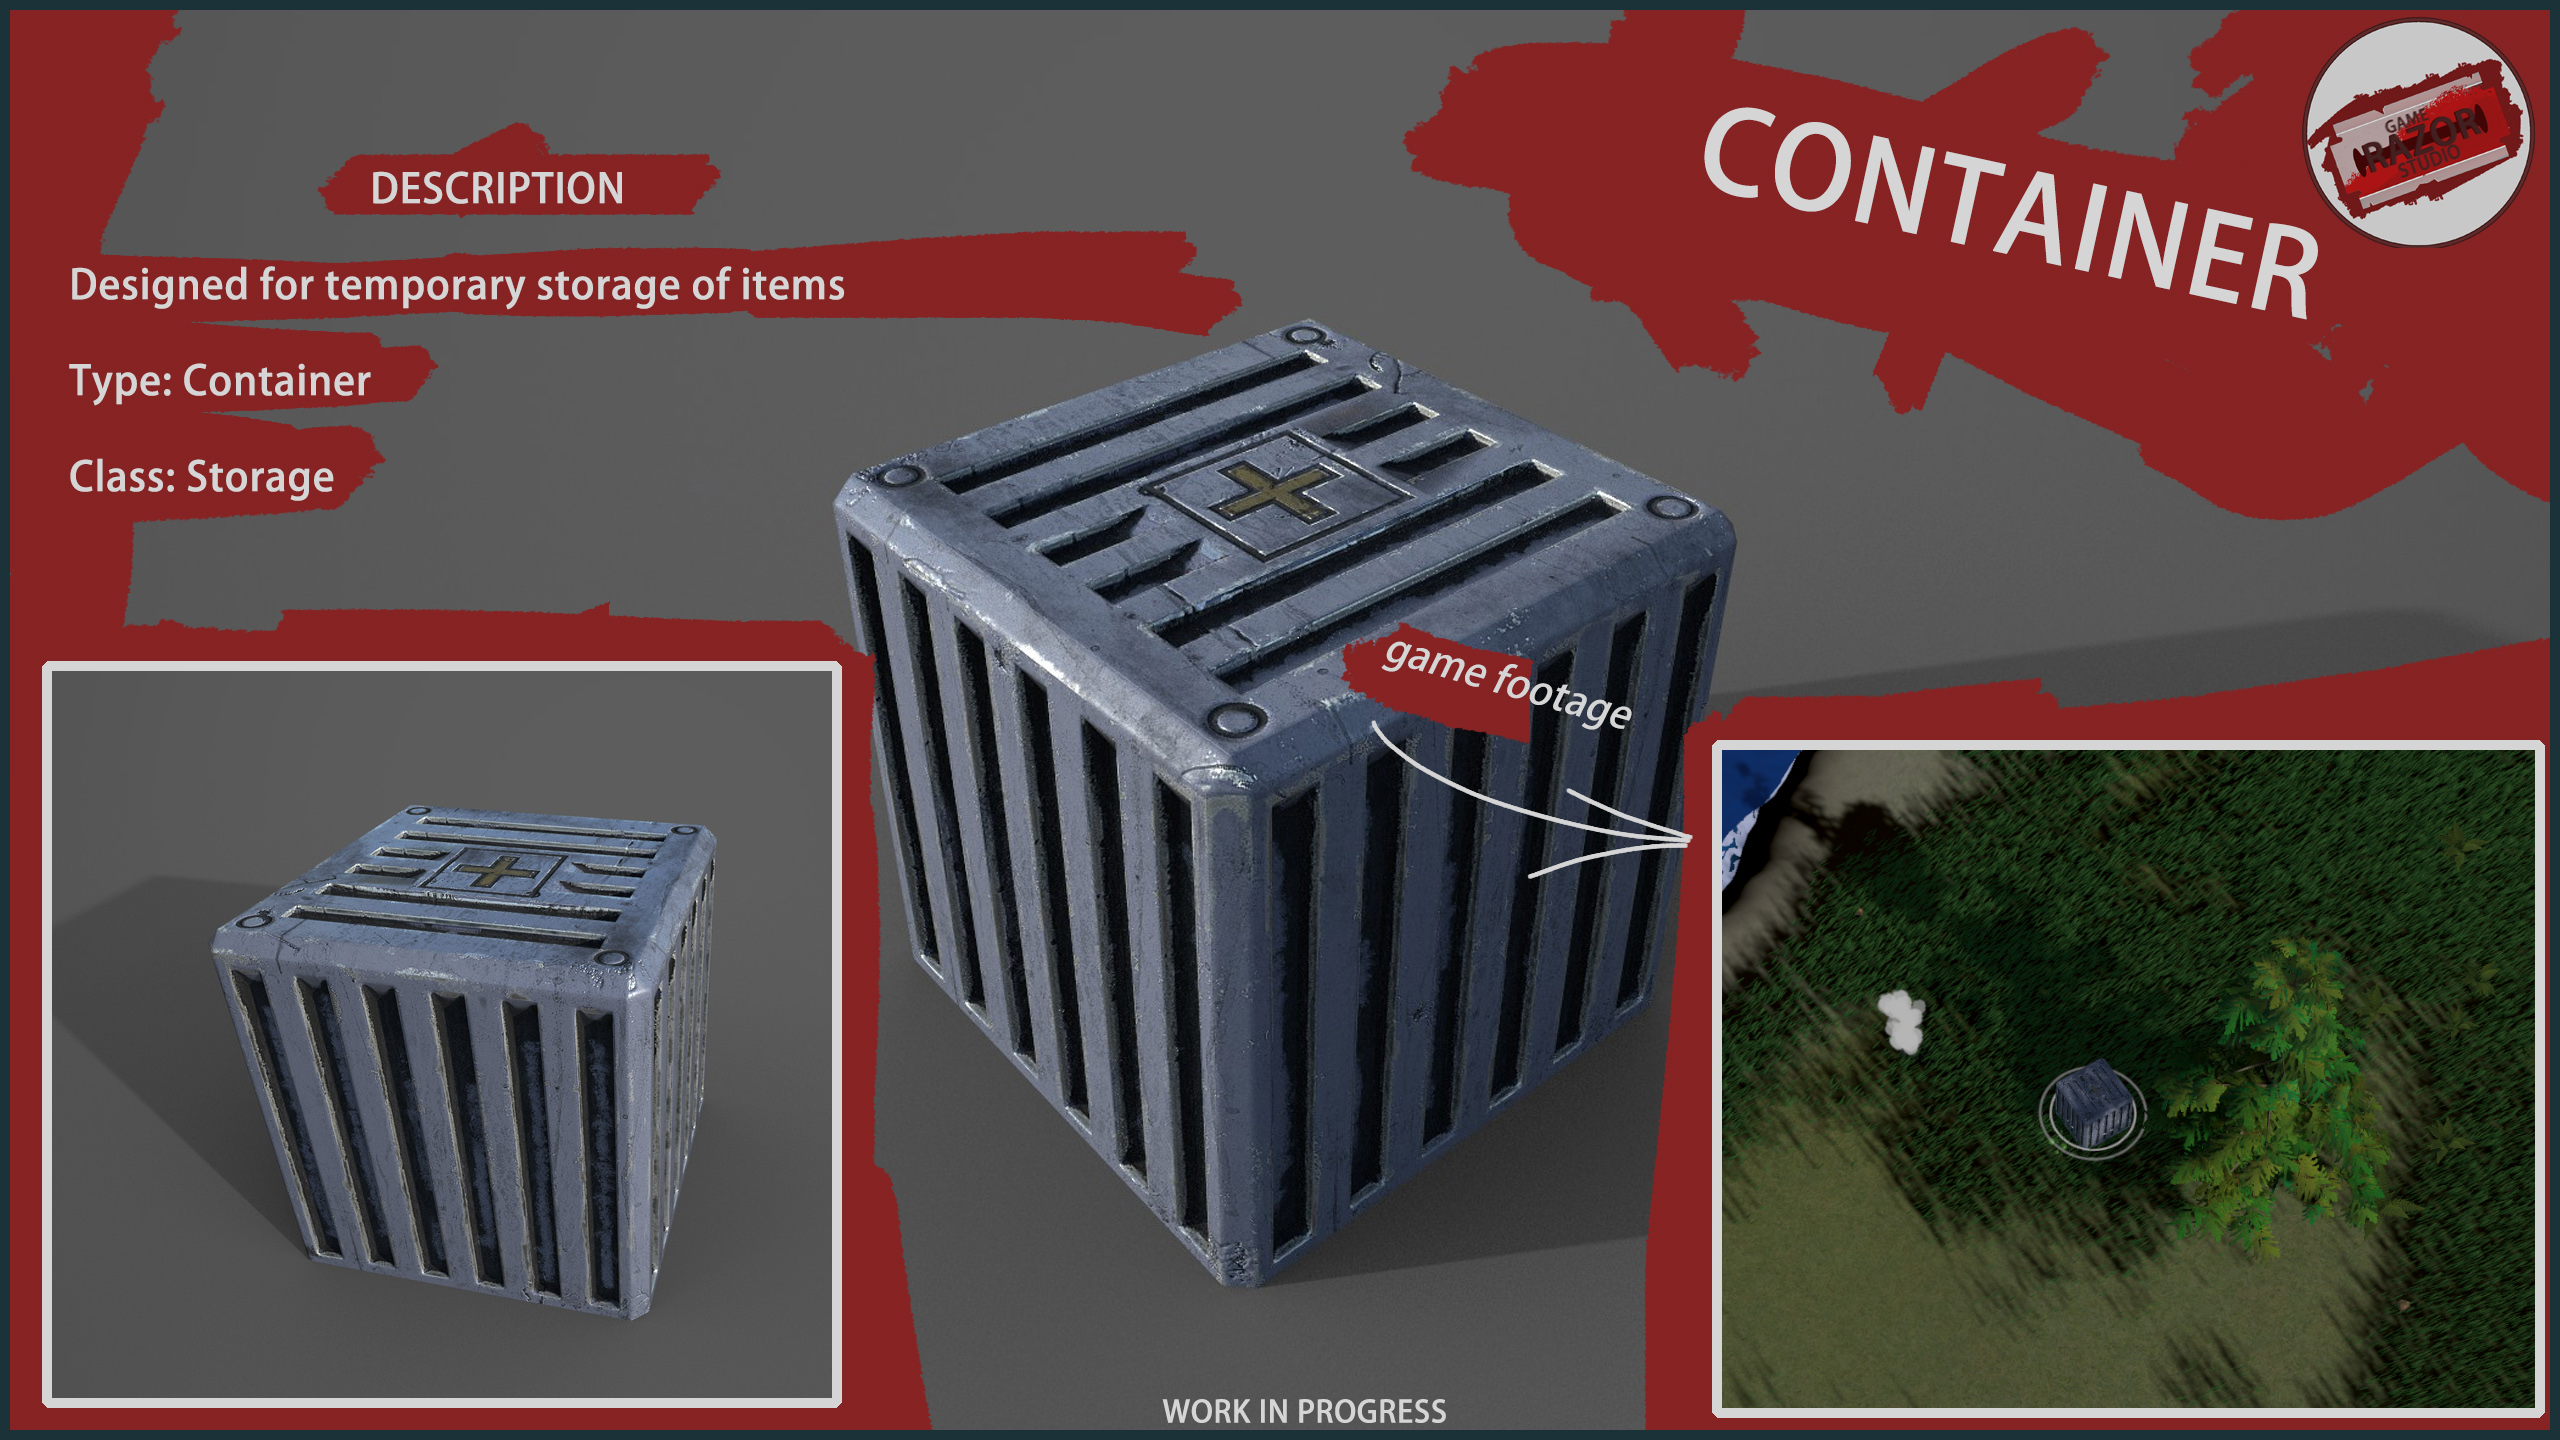 CONTAINER
GAME
RAZOR
STUDIO
DESCRIPTION
Designed for temporary storage of items
Type: Container
Class: Storage
game footage
WORK IN PROGRESS